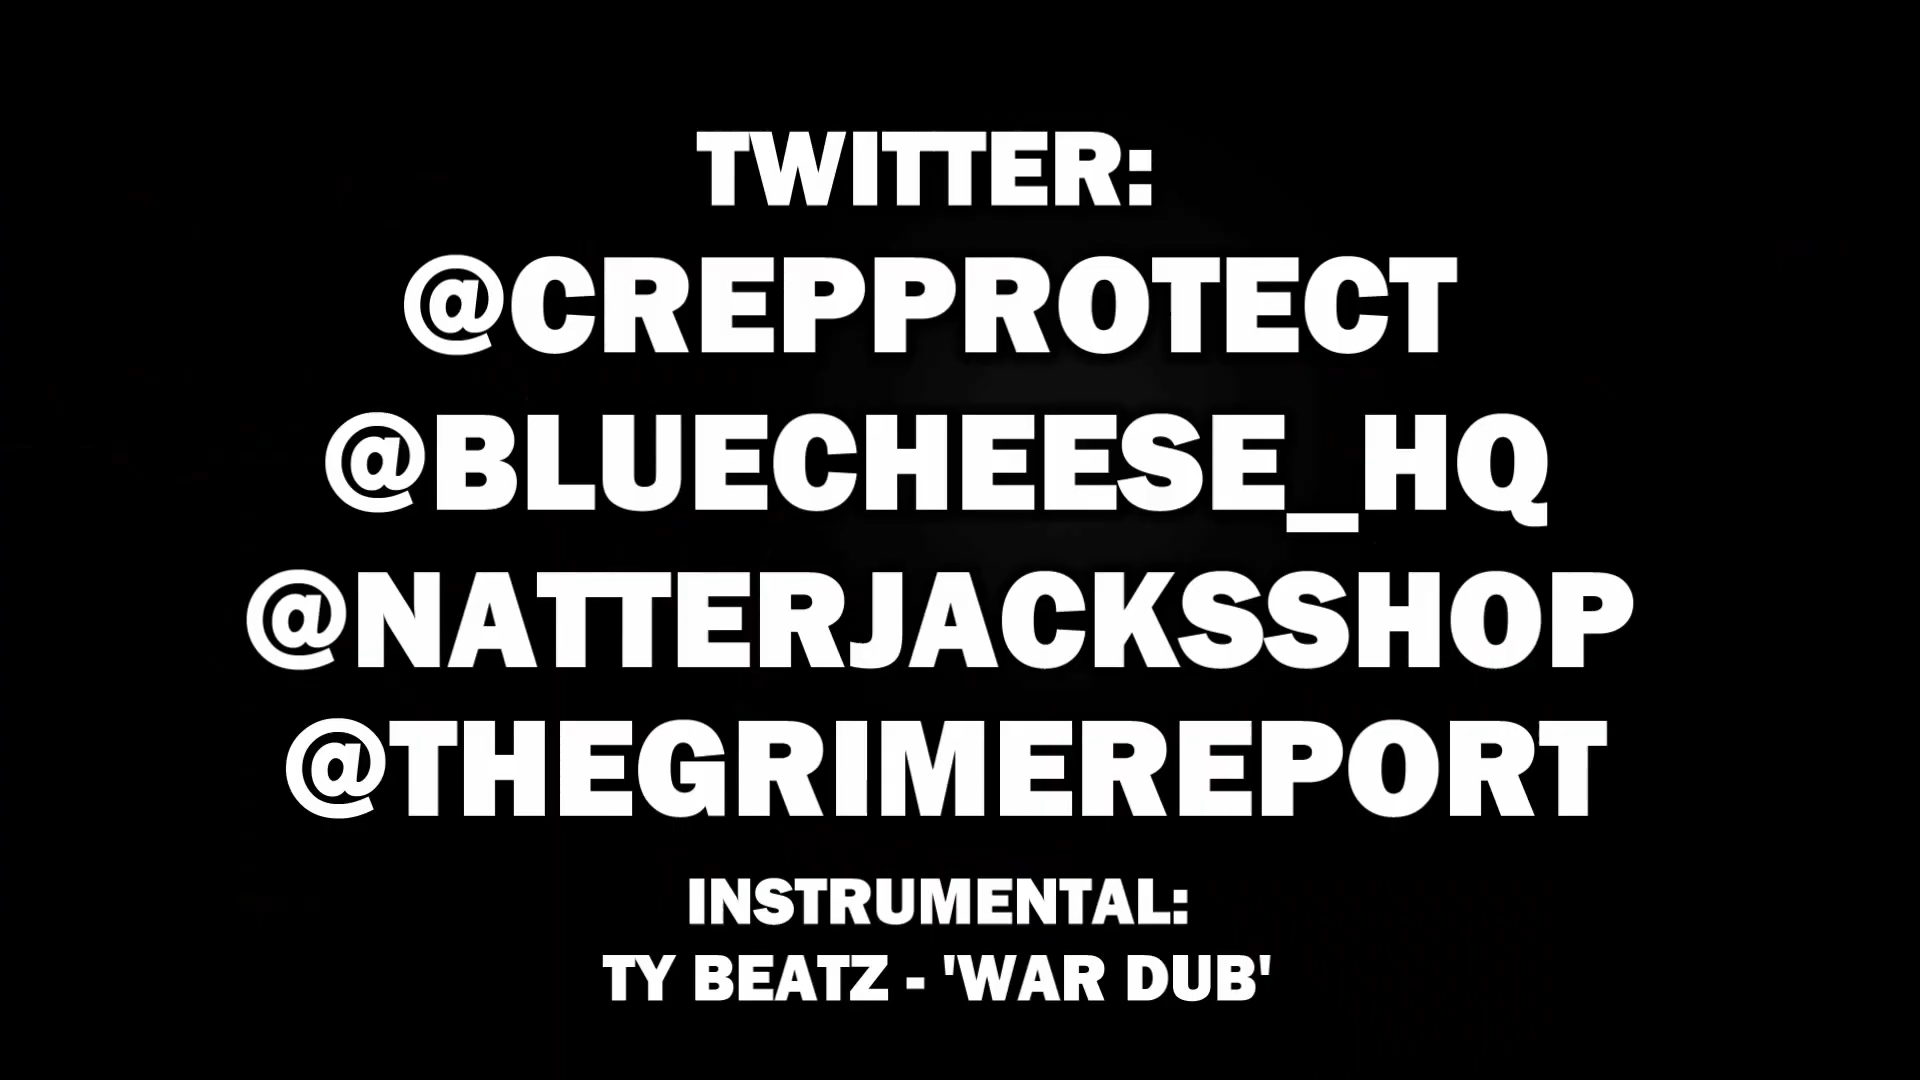 TWITTER:
@CREPPROTECT
@BLUECHEESE_HQ
@NATTERJACKSSHOP
@THEGRIMEREPORT
INSTRUMENTAL:
TY BEATZ - 'WAR DUB'